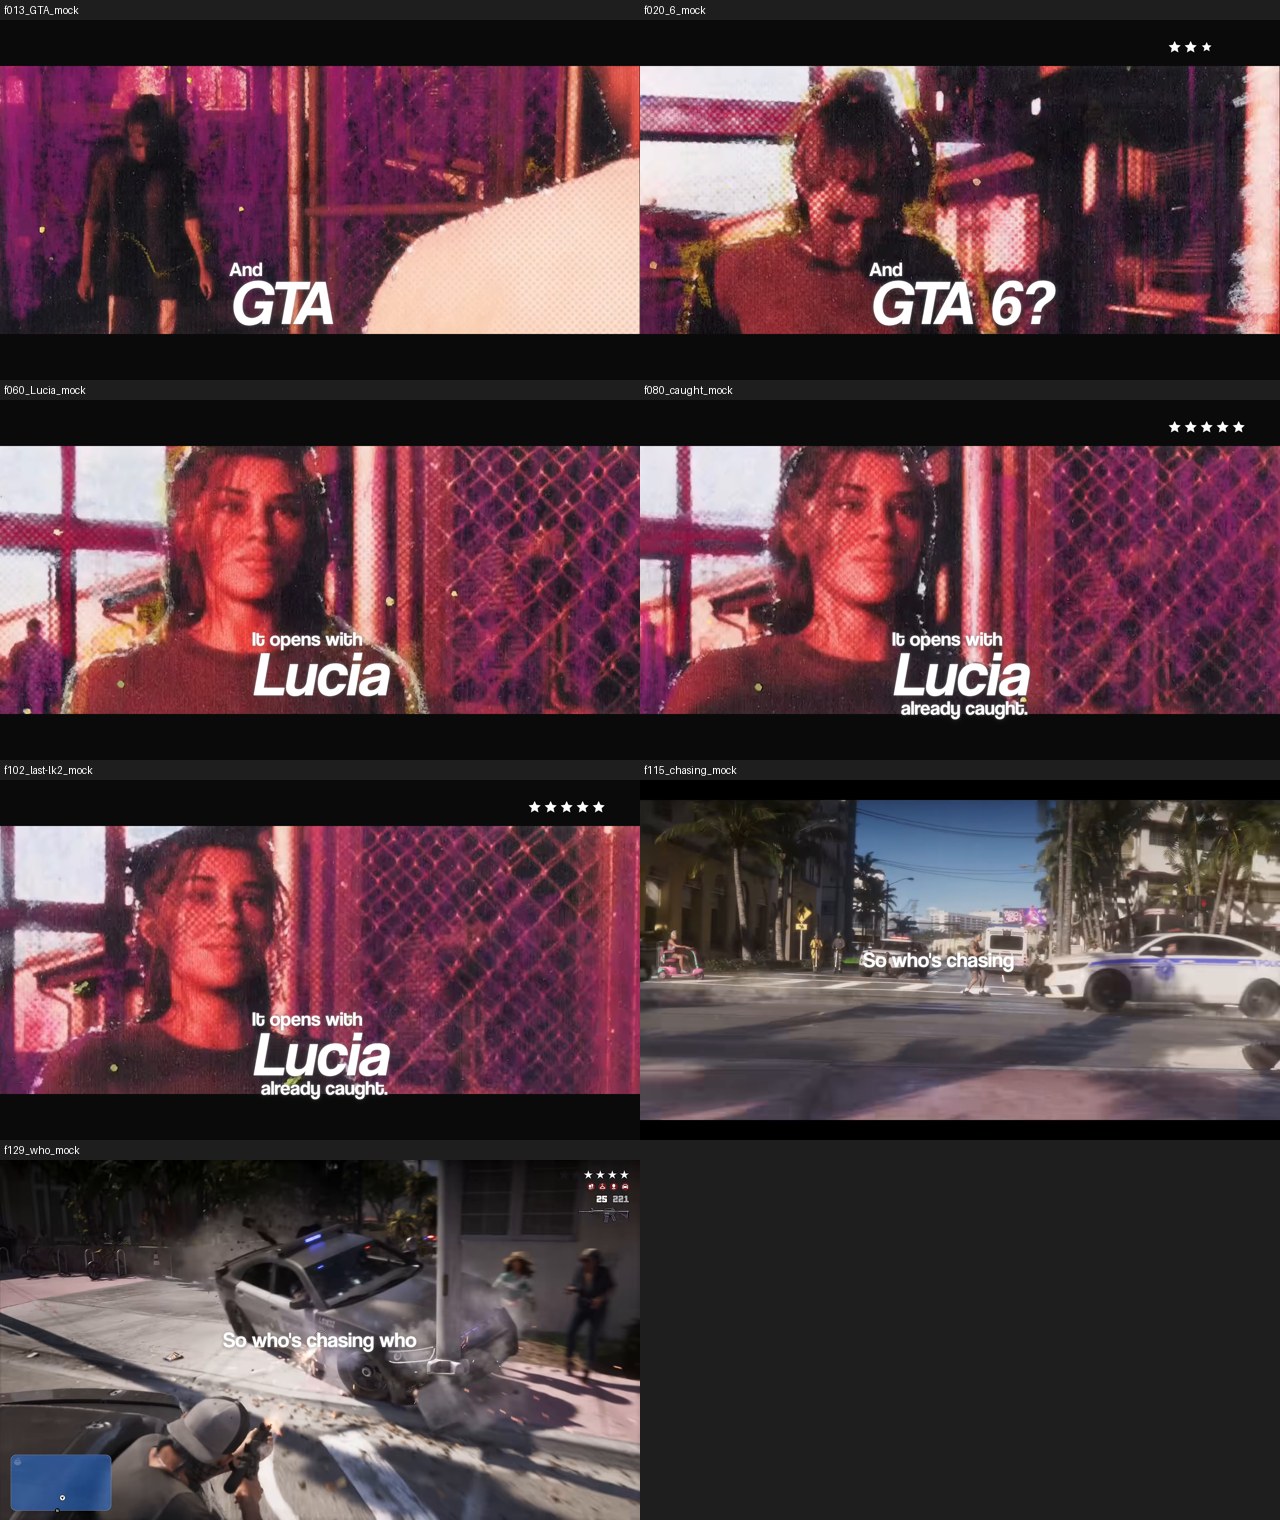 f013_GTA_mock
And
GTA
f020_6_mock
And
GTA 6?
f060_Lucia_mock
It opens with
Lucia
f080_caught_mock
It opens with
Lucia
already caught.
f102_last-lk2_mock
It opens with
Lucia
already caught.
f115_chasing_mock
So who's chasing
f129_who_mock
25 221
So who's chasing who